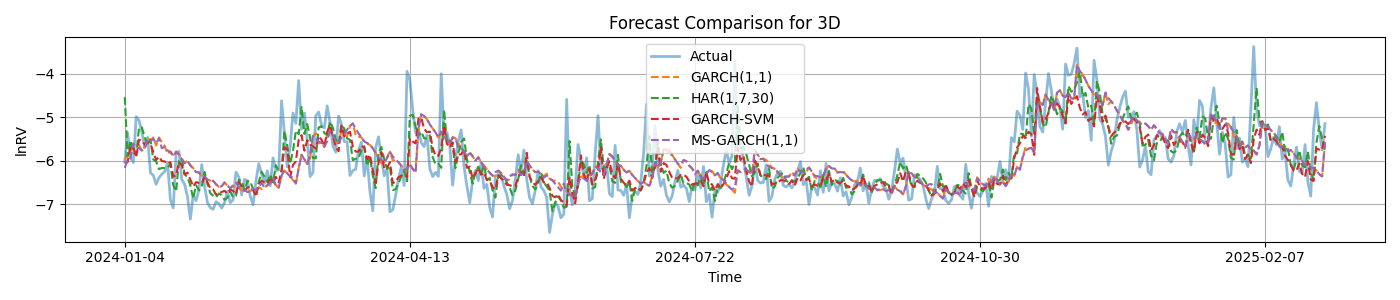 Forecast Comparison for 3D
Actual
GARCH(1,1)
HAR(1,7,30)
GARCH-SVM
MS-GARCH(1,1)
lnRV
−4
−5
−6
−7
2024-01-04
2024-04-13
2024-07-22
2024-10-30
2025-02-07
Time